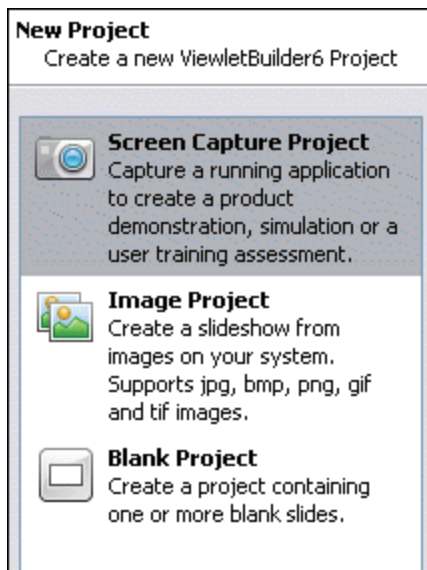 New Project
Create a new ViewletBuilder6 Project
Screen Capture Project
Capture a running application
to create a product
demonstration, simulation or a
user training assessment.
Image Project
Create a slideshow from
images on your system.
Supports jpg, bmp, png, gif
and tif images.
Blank Project
Create a project containing
one or more blank slides.